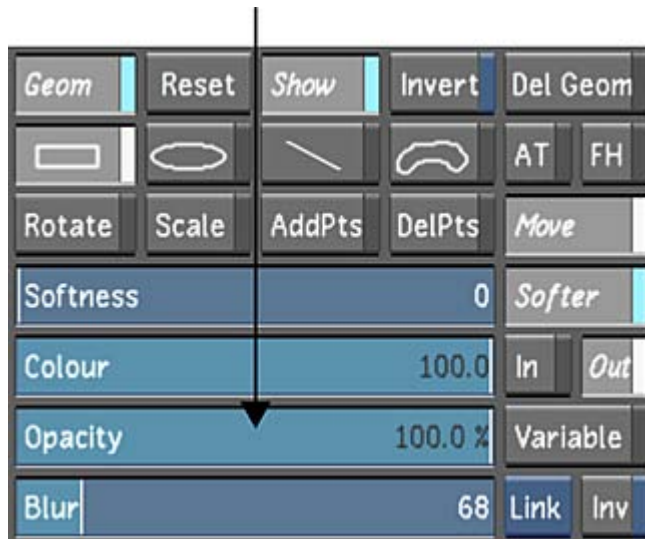 Geom Reset Show Invert Del Geom
AT FH
Rotate Scale AddPts DelPts Move
Softness 0 Softer
Colour 100.0 In Out
Opacity 100.0 % Variable
Blur 68 Link Inv